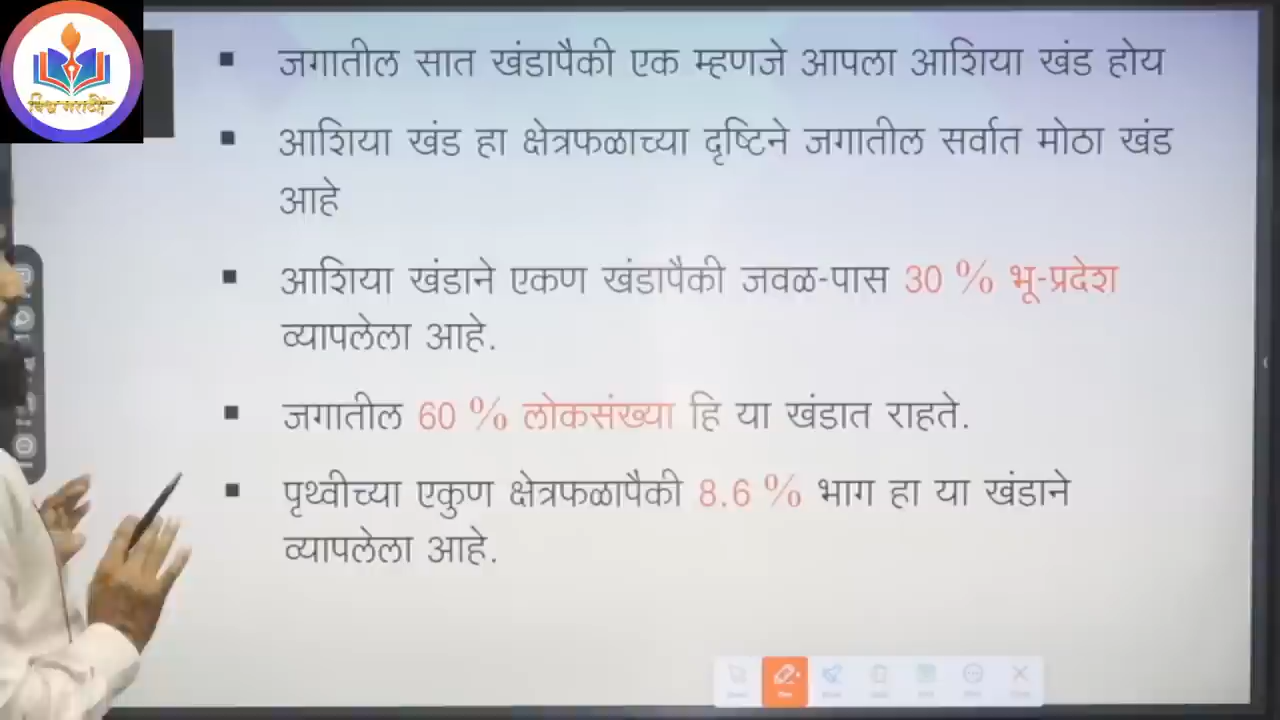 विश्व मराठी
जगातील सात खंडापैकी एक म्हणजे आपला आशिया खंड होय
आशिया खंड हा क्षेत्रफळाच्या दृष्टिने जगातील सर्वात मोठा खंड
आहे
आशिया खंडाने एकण खंडापैकी जवळ-पास 30 % भू-प्रदेश
व्यापलेला आहे.
जगातील 60 % लोकसंख्या हि या खंडात राहते.
पृथ्वीच्या एकुण क्षेत्रफळापैकी 8.6 % भाग हा या खंडाने
व्यापलेला आहे.